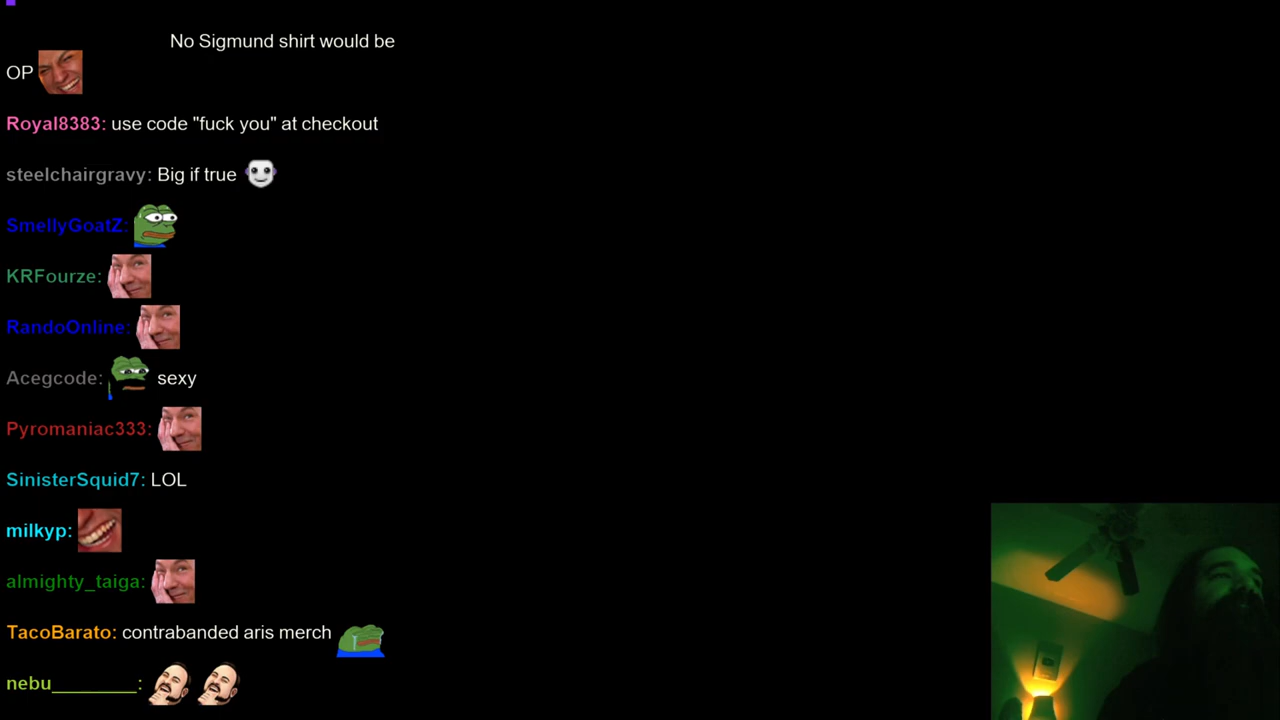 No Sigmund shirt would be
OP
Royal8383: use code "fuck you" at checkout
steelchairgravy: Big if true
SmellyGoatZ:
KRFourze:
RandoOnline:
Acegcode: sexy
Pyromaniac333:
SinisterSquid7: LOL
milkyp:
almighty_taiga:
TacoBarato: contrabanded aris merch
nebu________: